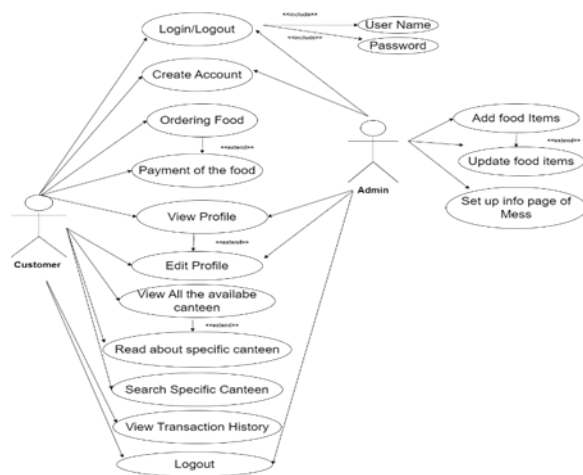 Login/Logout
<<include>>
User Name
<<include>>
Password
Create Account
Ordering Food
<<extend>>
Payment of the food
Admin
Add food Items
<<extend>>
Update food items
Set up info page of
Mess
Customer
View Profile
<<extend>>
Edit Profile
View All the availabe
canteen
<<extend>>
Read about specific canteen
Search Specific Canteen
View Transaction History
Logout